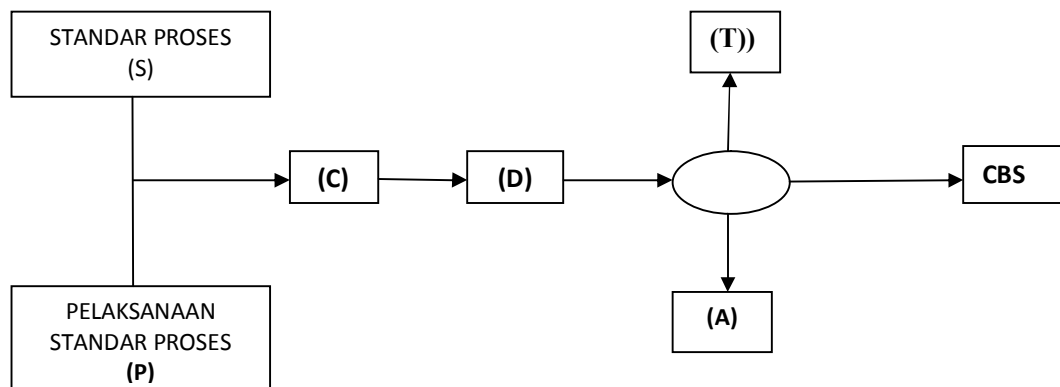 STANDAR PROSES
(S)
(T))
(C)
(D)
CBS
PELAKSANAAN
STANDAR PROSES
(P)
(A)